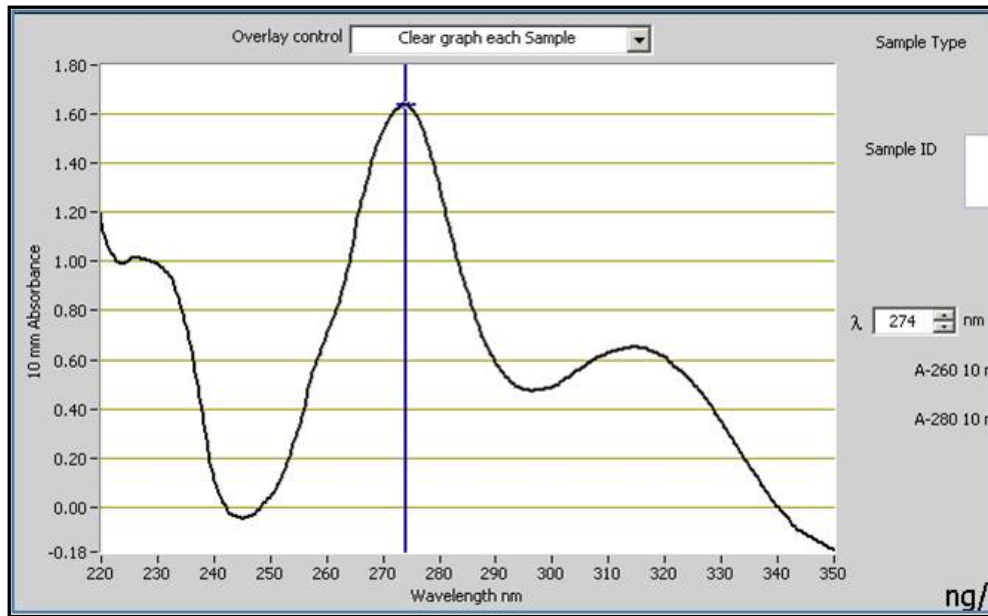 Overlay control Clear graph each Sample
Sample Type
1.80
1.60
1.40
1.20
1.00
0.80
0.60
0.40
0.20
0.00
-0.18
10 mm Absorbance
220 230 240 250 260 270 280 290 300 310 320 330 340 350
Wavelength nm
Sample ID
λ 274 nm
A-260 10
A-280 10
ng/